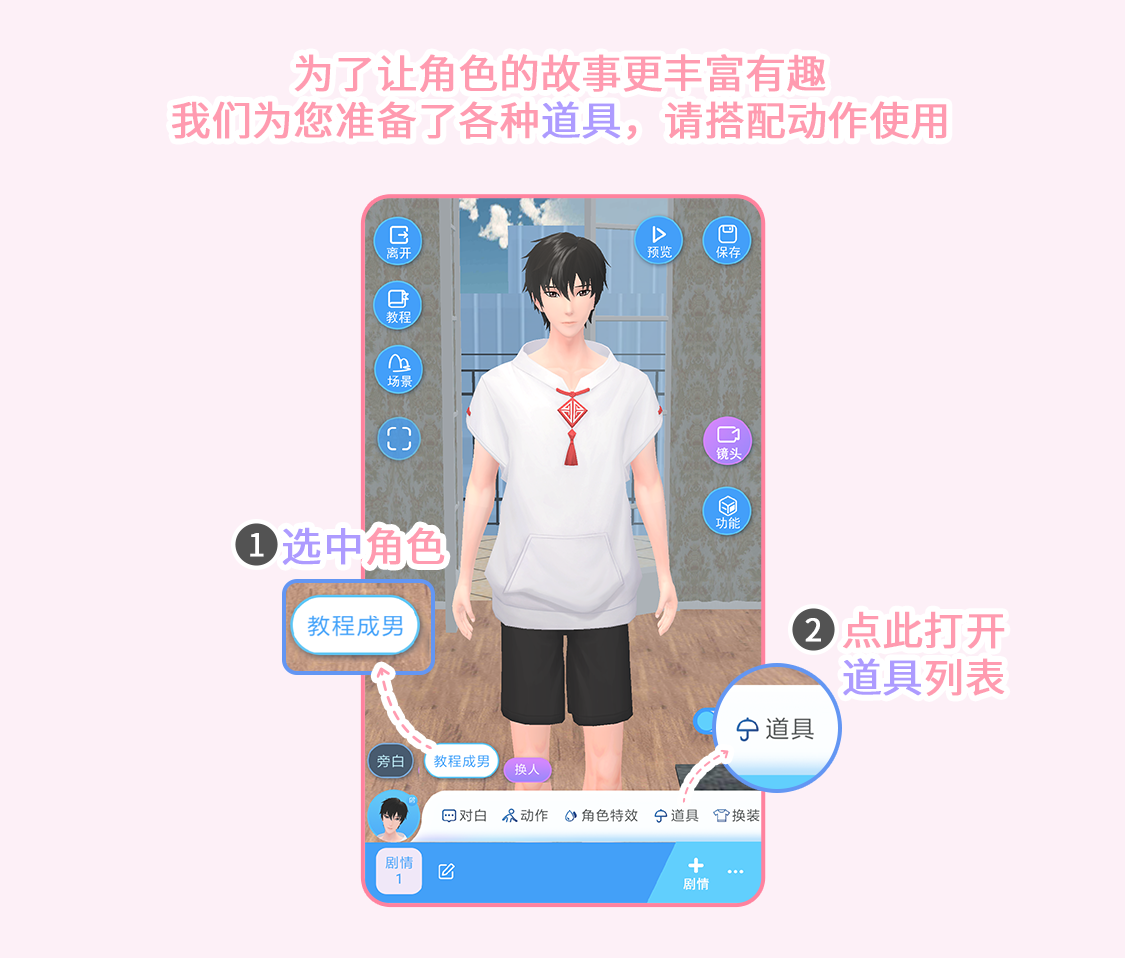 为了让角色的故事更丰富有趣
我们为您准备了各种道具，请搭配动作使用
离开
预览
保存
教程
场景
镜头
功能
1 选中角色
教程成男
2 点此打开
道具列表
道具
旁白
教程成男
换人
对白
动作
角色特效
道具
换装
剧情
1
剧情